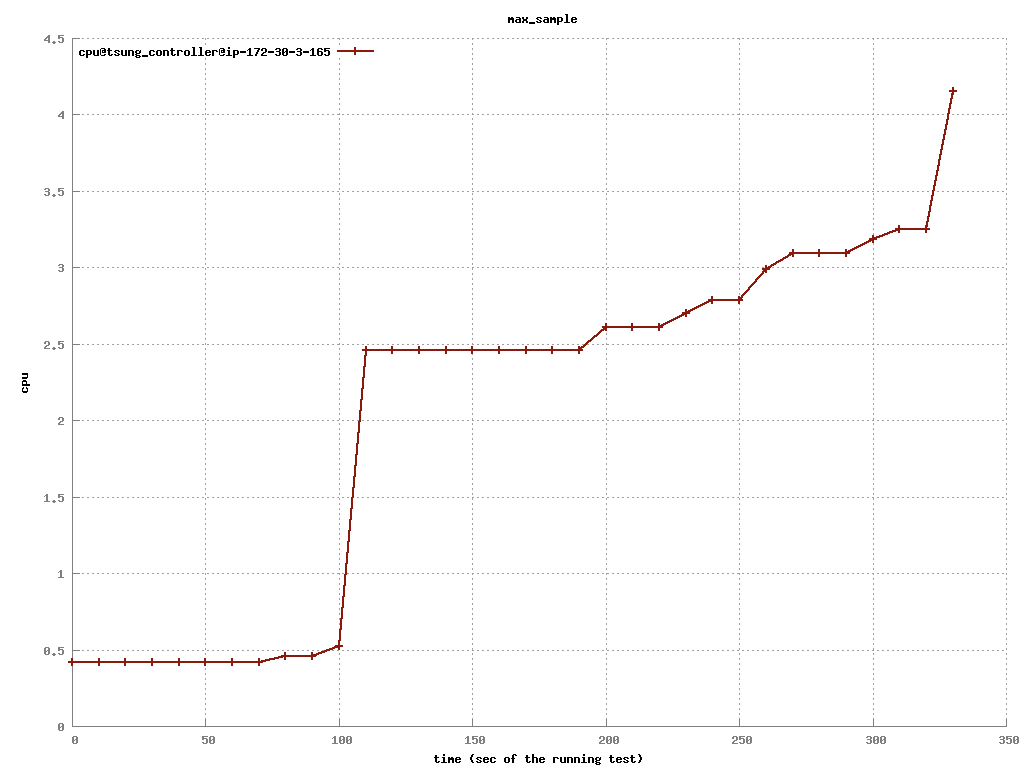 max_sample
4.5
cpu@tsung_controller@ip-172-30-3-165
4
3.5
3
2.5
cpu
2
1.5
1
0.5
0
0 50 100 150 200 250 300 350
time (sec of the running test)